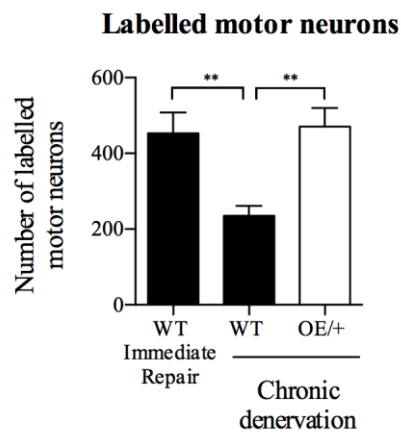 Labelled motor neurons
Number of labelled
motor neurons
600
400
200
0
** **
WT WT OE/+
Immediate
Repair
Chronic
denervation